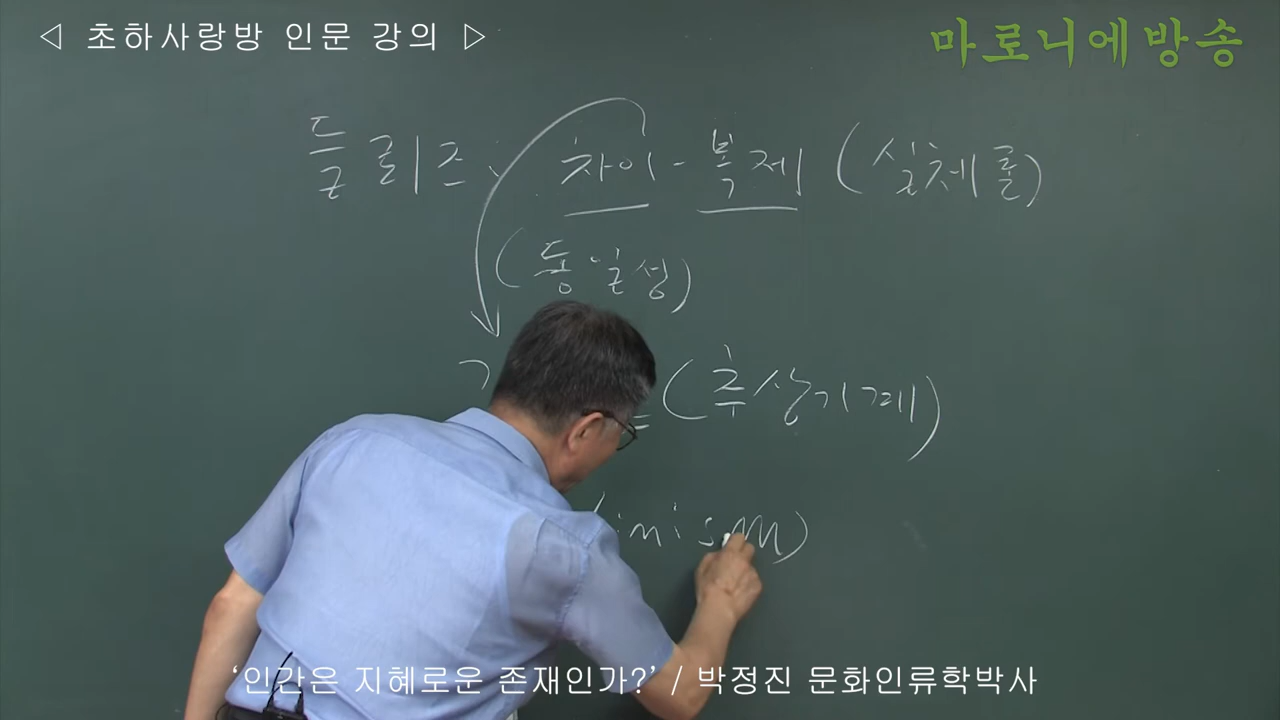 ◁ 초하사랑방 인문 강의 ▷
마로니에방송
들뢰즈: 차이 - 복제 (실체론)
(동일성)
(추상기계)
inism)
'인간은 지혜로운 존재인가?' / 박정진 문화인류학박사